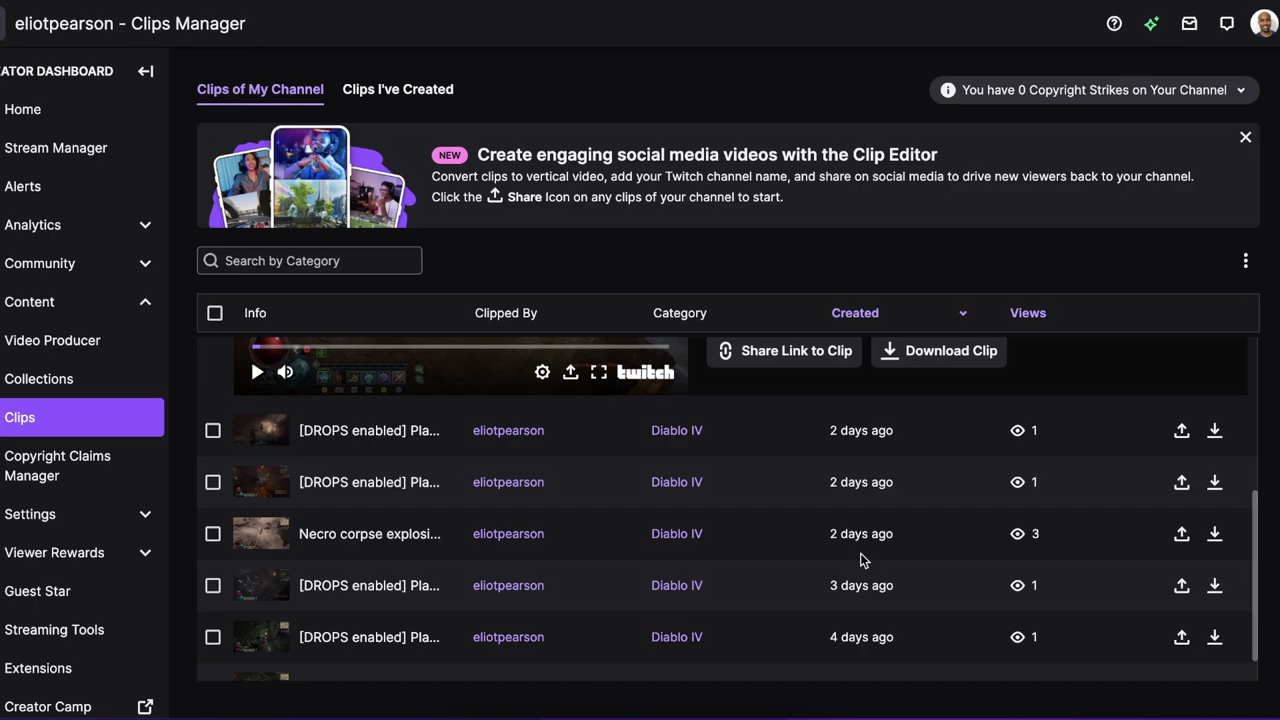 eliotpearson - Clips Manager
ATOR DASHBOARD
Home
Stream Manager
Alerts
Analytics
Community
Content
Video Producer
Collections
Clips
Copyright Claims
Manager
Settings
Viewer Rewards
Guest Star
Streaming Tools
Extensions
Creator Camp
Clips of My Channel
Clips I've Created
You have 0 Copyright Strikes on Your Channel
NEW Create engaging social media videos with the Clip Editor
Convert clips to vertical video, add your Twitch channel name, and share on social media to drive new viewers back to your channel.
Click the Share Icon on any clips of your channel to start.
Search by Category
Info Clipped By Category Created Views
twitch
Share Link to Clip
Download Clip
[DROPS enabled] Pla... eliotpearson Diablo IV 2 days ago 1
[DROPS enabled] Pla... eliotpearson Diablo IV 2 days ago 1
Necro corpse explosi... eliotpearson Diablo IV 2 days ago 3
[DROPS enabled] Pla... eliotpearson Diablo IV 3 days ago 1
[DROPS enabled] Pla... eliotpearson Diablo IV 4 days ago 1